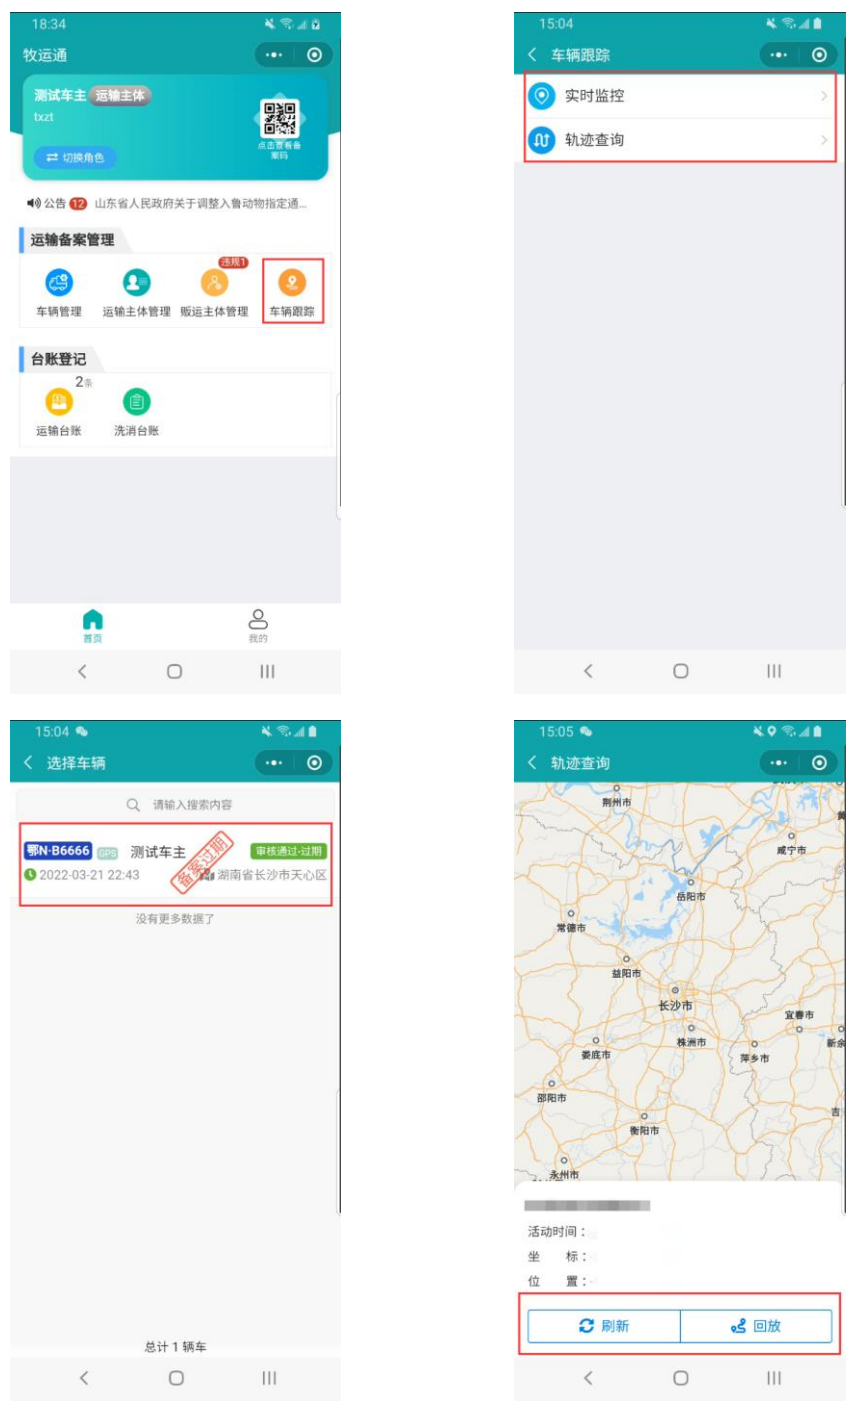 18:34
牧运通
测试车主 运输主体
txzt
切换角色
点击查看备
案码
公告 12 山东省人民政府关于调整入鲁动物指定通...
运输备案管理
违规1
车辆管理 运输主体管理 贩运主体管理 车辆跟踪
台账登记
2条
运输台账 洗消台账
首页 我的
15:04
车辆跟踪
实时监控
轨迹查询
15:04
选择车辆
请输入搜索内容
鄂N·B6666 GPS 测试车主 审核通过-过期
备案过期
2022-03-21 22:43 湖南省长沙市天心区
没有更多数据了
总计 1 辆车
15:05
轨迹查询
荆州市
咸宁市
岳阳市
常德市
益阳市
长沙市
宜春市
株洲市
新余
娄底市
萍乡市
邵阳市
吉
衡阳市
永州市
活动时间：
坐 标：
位 置：
刷新 回放